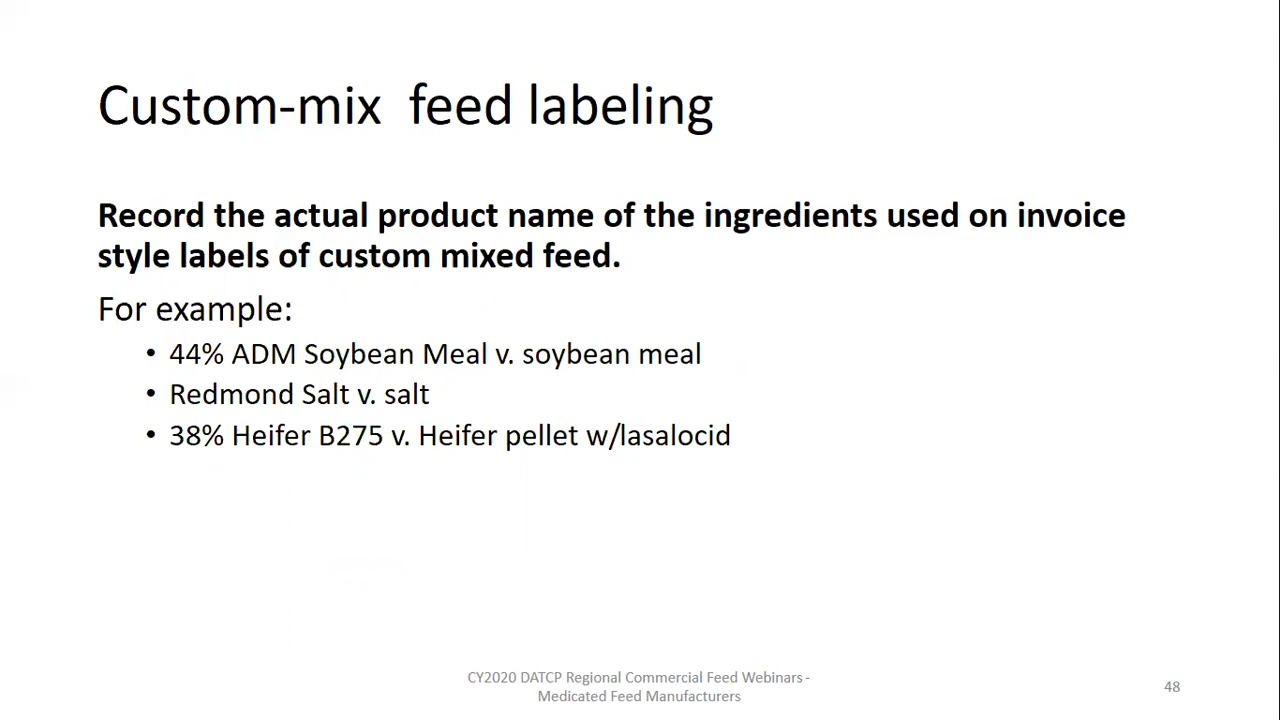 Custom-mix  feed labeling
Record the actual product name of the ingredients used on invoice
style labels of custom mixed feed.
For example:
• 44% ADM Soybean Meal v. soybean meal
• Redmond Salt v. salt
• 38% Heifer B275 v. Heifer pellet w/lasalocid
CY2020 DATCP Regional Commercial Feed Webinars -
Medicated Feed Manufacturers
48